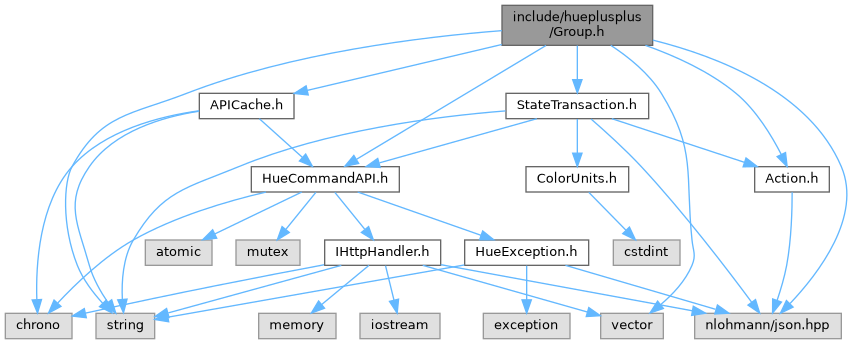 include/hueplusplus
/Group.h
APICache.h
StateTransaction.h
HueCommandAPI.h
ColorUnits.h
Action.h
atomic
mutex
IHttpHandler.h
HueException.h
cstdint
chrono
string
memory
iostream
exception
vector
nlohmann/json.hpp